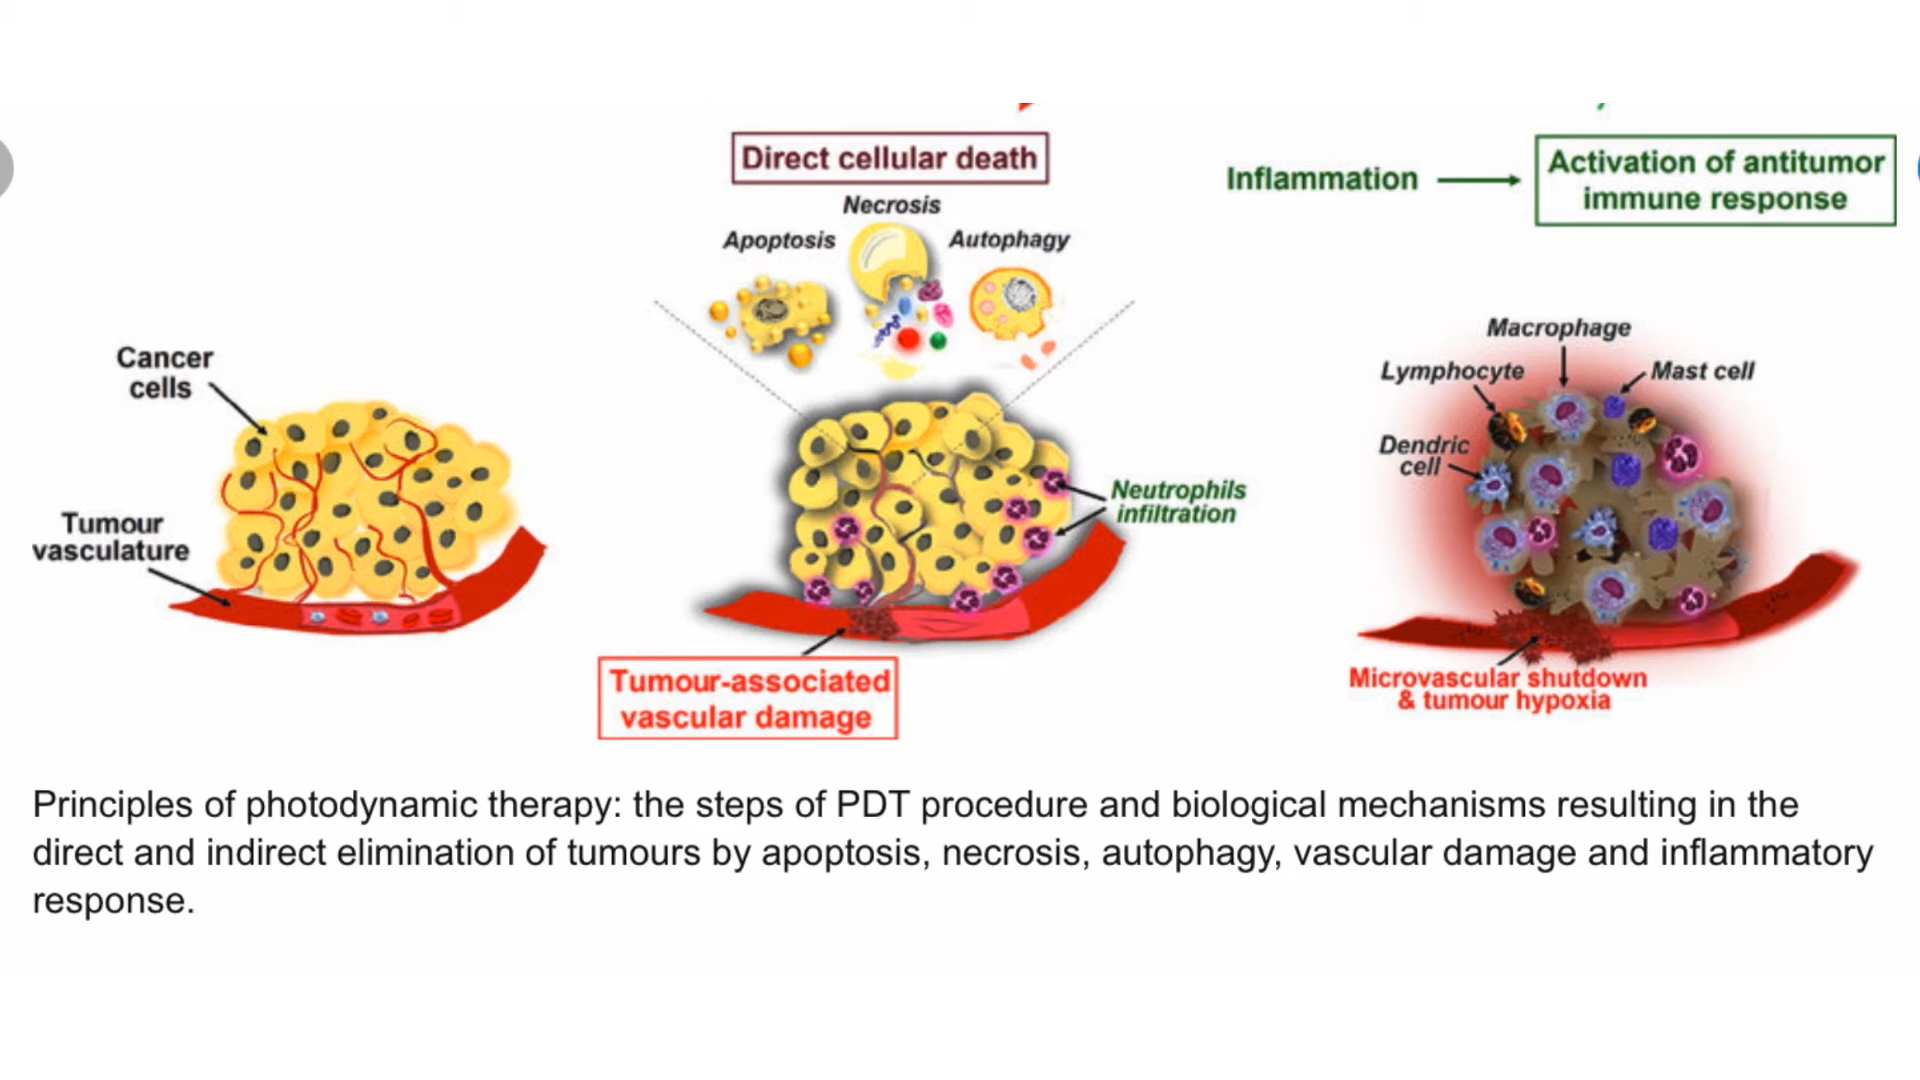 Direct cellular death
Necrosis
Apoptosis
Autophagy
Inflammation
Activation of antitumor
immune response
Cancer
cells
Tumour
vasculature
Neutrophils
infiltration
Tumour-associated
vascular damage
Macrophage
Lymphocyte
Mast cell
Dendric
cell
Microvascular shutdown
& tumour hypoxia
Principles of photodynamic therapy: the steps of PDT procedure and biological mechanisms resulting in the
direct and indirect elimination of tumours by apoptosis, necrosis, autophagy, vascular damage and inflammatory
response.